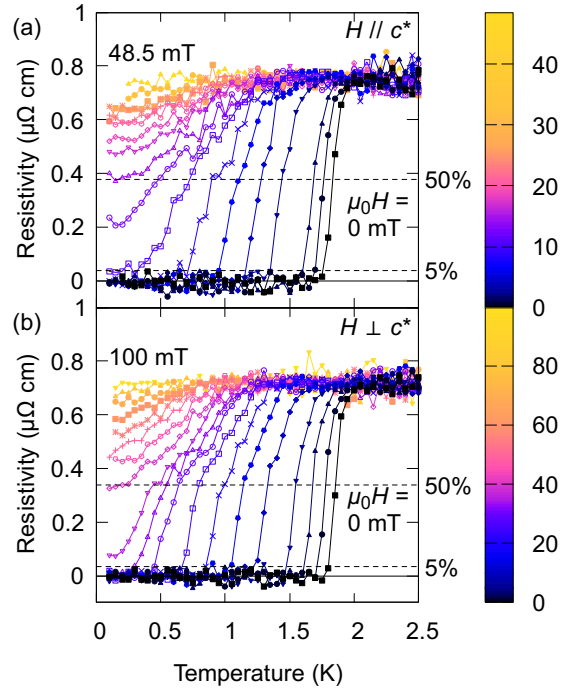 (a)
H // c*
48.5 mT
Resistivity (μΩ cm)
1
0.8
0.6
0.4
0.2
0
50%
μ₀H =
0 mT
5%
40
30
20
10
0
(b)
H ⊥ c*
100 mT
Resistivity (μΩ cm)
1
0.8
0.6
0.4
0.2
0
50%
μ₀H =
0 mT
5%
80
60
40
20
0
0 0.5 1 1.5 2.0 2.5
Temperature (K)